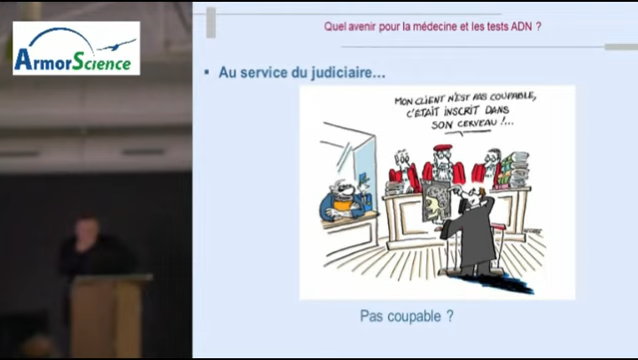 ArmorScience
Quel avenir pour la médecine et les tests ADN ?
Au service du judiciaire...
MON CLIENT N'EST PAS COUPABLE,
C'ÉTAIT INSCRIT DANS
SON CERVEAU !...
Pas coupable ?